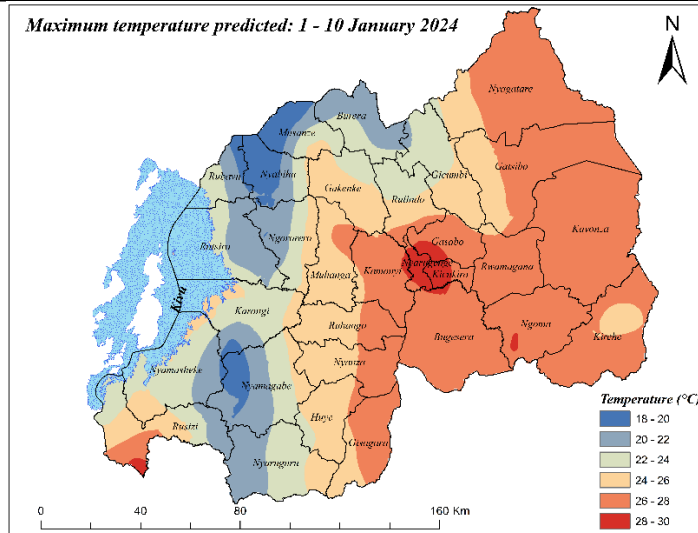 Maximum temperature predicted: 1 - 10 January 2024
N
Nyagatare
Burera
Musanze
Gicumbi
Gatsibo
Rubavu
Nyabihu
Gakenke
Rulindo
Kayonza
Rutsiro
Ngororero
Gasabo
Nyarugenge
Kicukiro
Rwamagana
Muhanga
Kamonyi
Kivu
Karongi
Ruhango
Bugesera
Ngoma
Kirehe
Nyamasheke
Nyamagabe
Nyanza
Rusizi
Huye
Gisagara
Nyaruguru
Temperature (°C)
18 - 20
20 - 22
22 - 24
24 - 26
26 - 28
28 - 30
0 40 80 160 Km